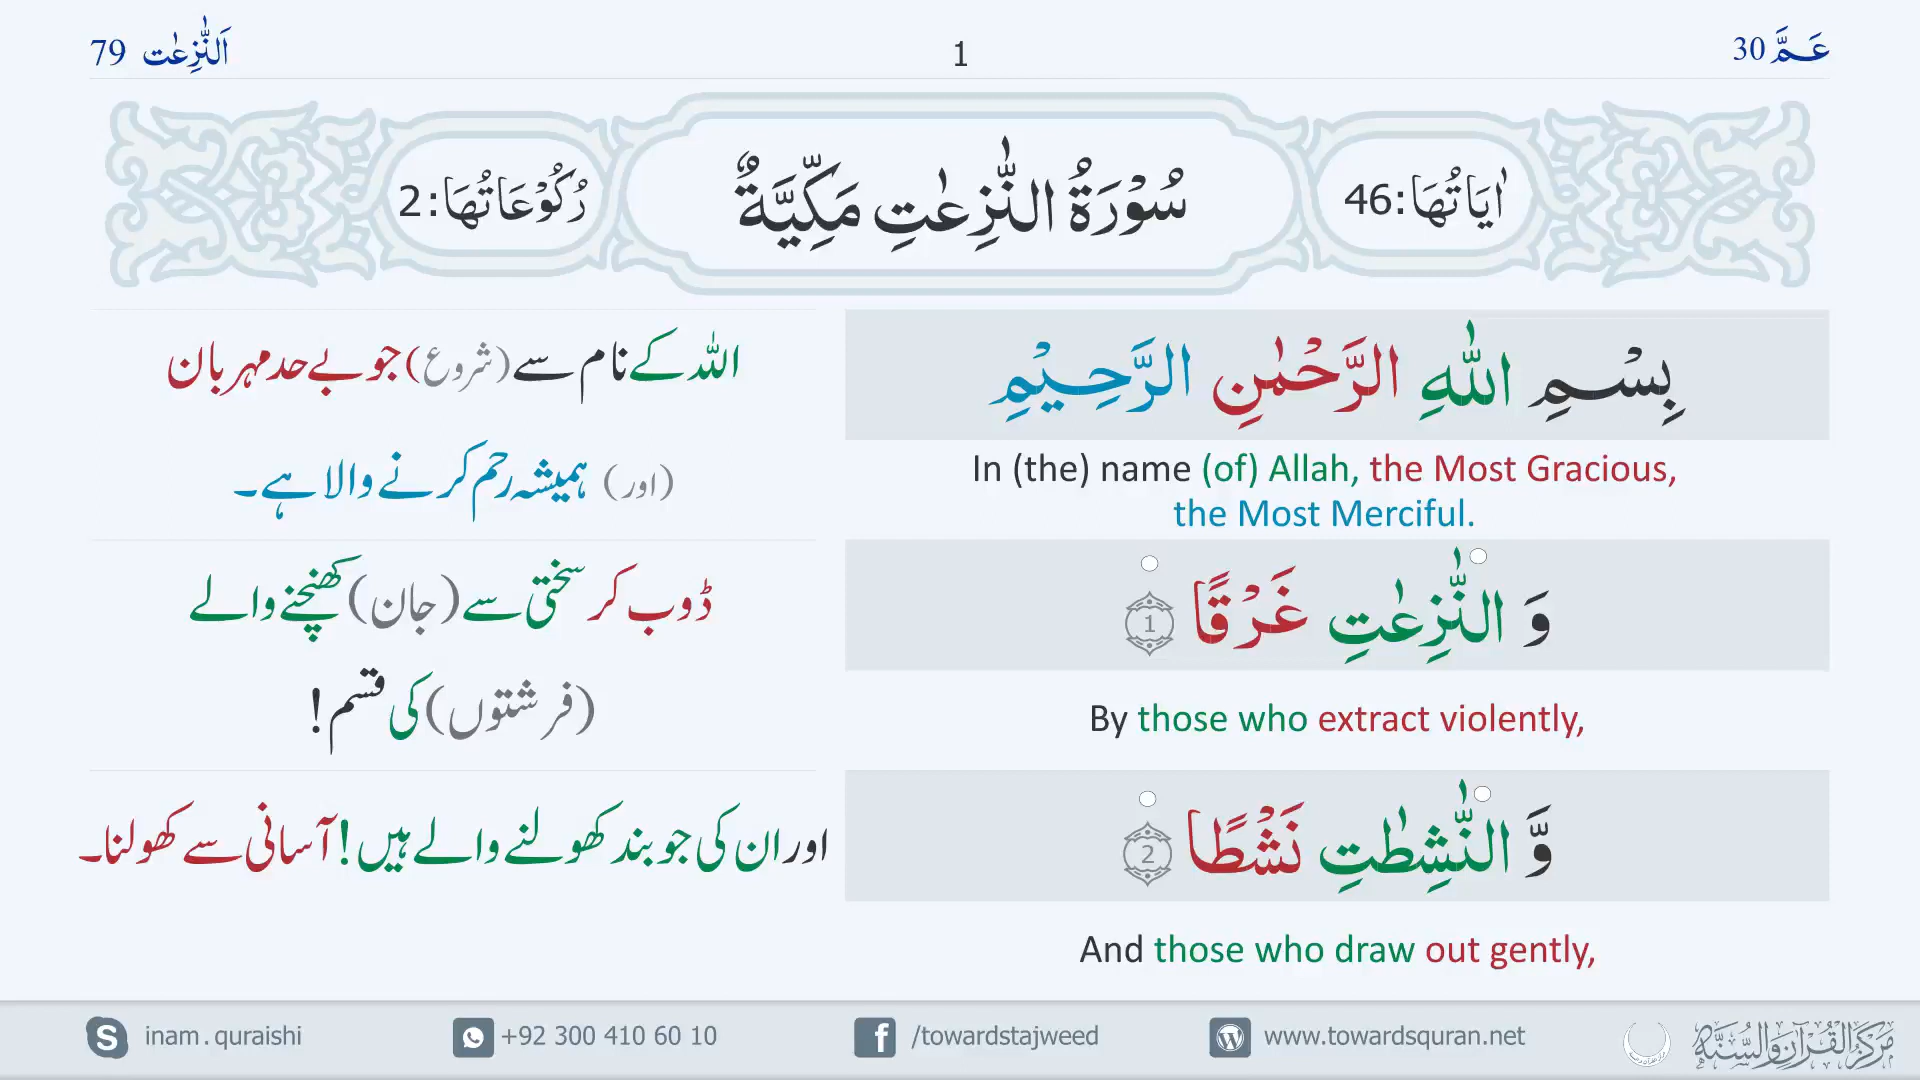 عَمَّ 30
1
اَلنّٰزِعٰت 79
اٰيَاتُهَا:46
سُوْرَةُ النّٰزِعٰتِ مَكِّيَّةٌ
رُكُوْعَاتُهَا:2
بِسْمِ اللّٰهِ الرَّحْمٰنِ الرَّحِيْمِ
In (the) name (of) Allah, the Most Gracious,
the Most Merciful.
اللہ کے نام سے (شروع) جو بے حد مہربان
(اور) ہمیشہ رحم کرنے والا ہے۔
وَ النّٰزِعٰتِ غَرْقًا 1
By those who extract violently,
ڈوب کر سختی سے (جان) کھنچنے والے
(فرشتوں) کی قسم!
وَّ النّٰشِطٰتِ نَشْطًا 2
And those who draw out gently,
اور ان کی جو بند کھولنے والے ہیں! آسانی سے کھولنا۔
inam.quraishi
+92 300 410 60 10
/towardstajweed
www.towardsquran.net
مركز القرآن والسنة